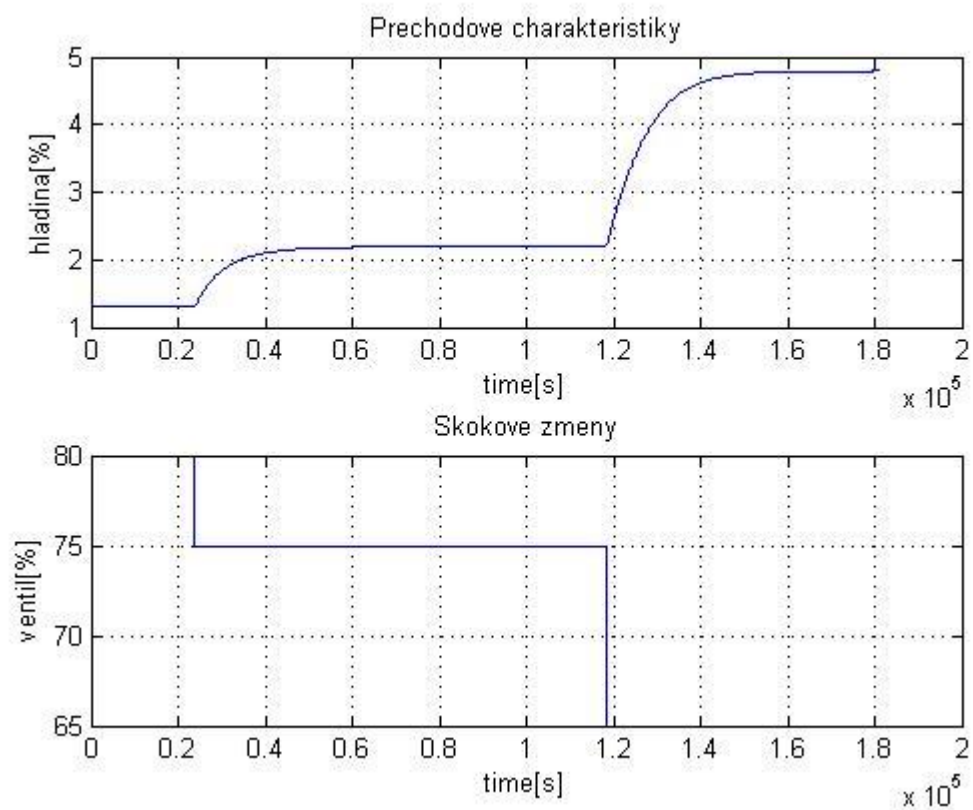 Prechodove charakteristiky
5
4
3
2
1
hladina[%]
0 0.2 0.4 0.6 0.8 1 1.2 1.4 1.6 1.8 2
time[s]
x 10^5
Skokove zmeny
80
75
70
65
ventil[%]
0 0.2 0.4 0.6 0.8 1 1.2 1.4 1.6 1.8 2
time[s]
x 10^5